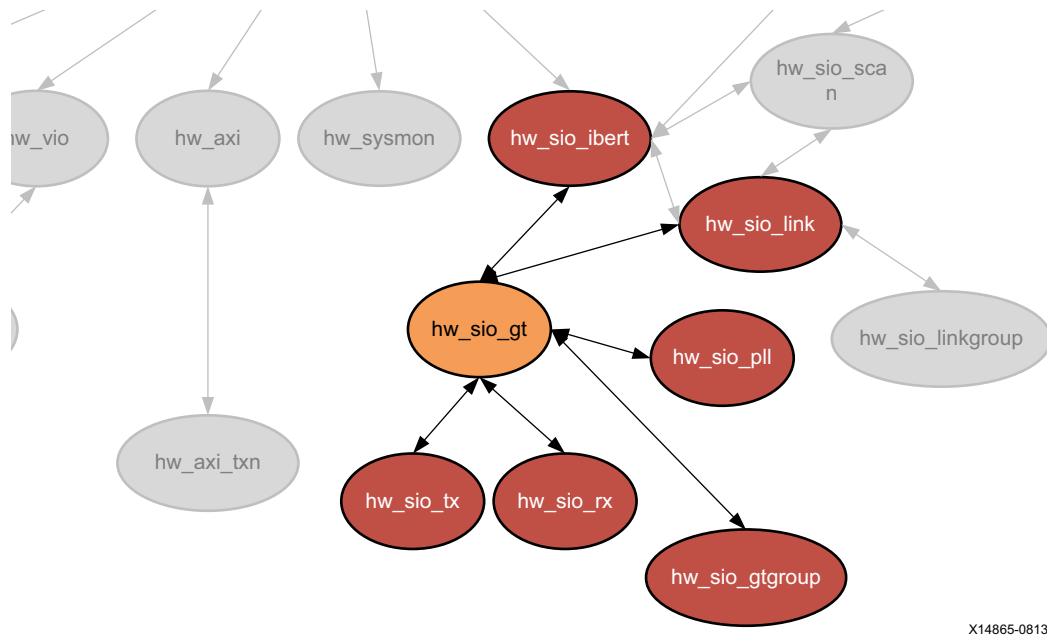 hw_sio_sca
n
hw_vio
hw_axi
hw_sysmon
hw_sio_ibert
hw_sio_link
hw_sio_gt
hw_sio_pll
hw_sio_linkgroup
hw_axi_txn
hw_sio_tx
hw_sio_rx
hw_sio_gtgroup
X14865-0813